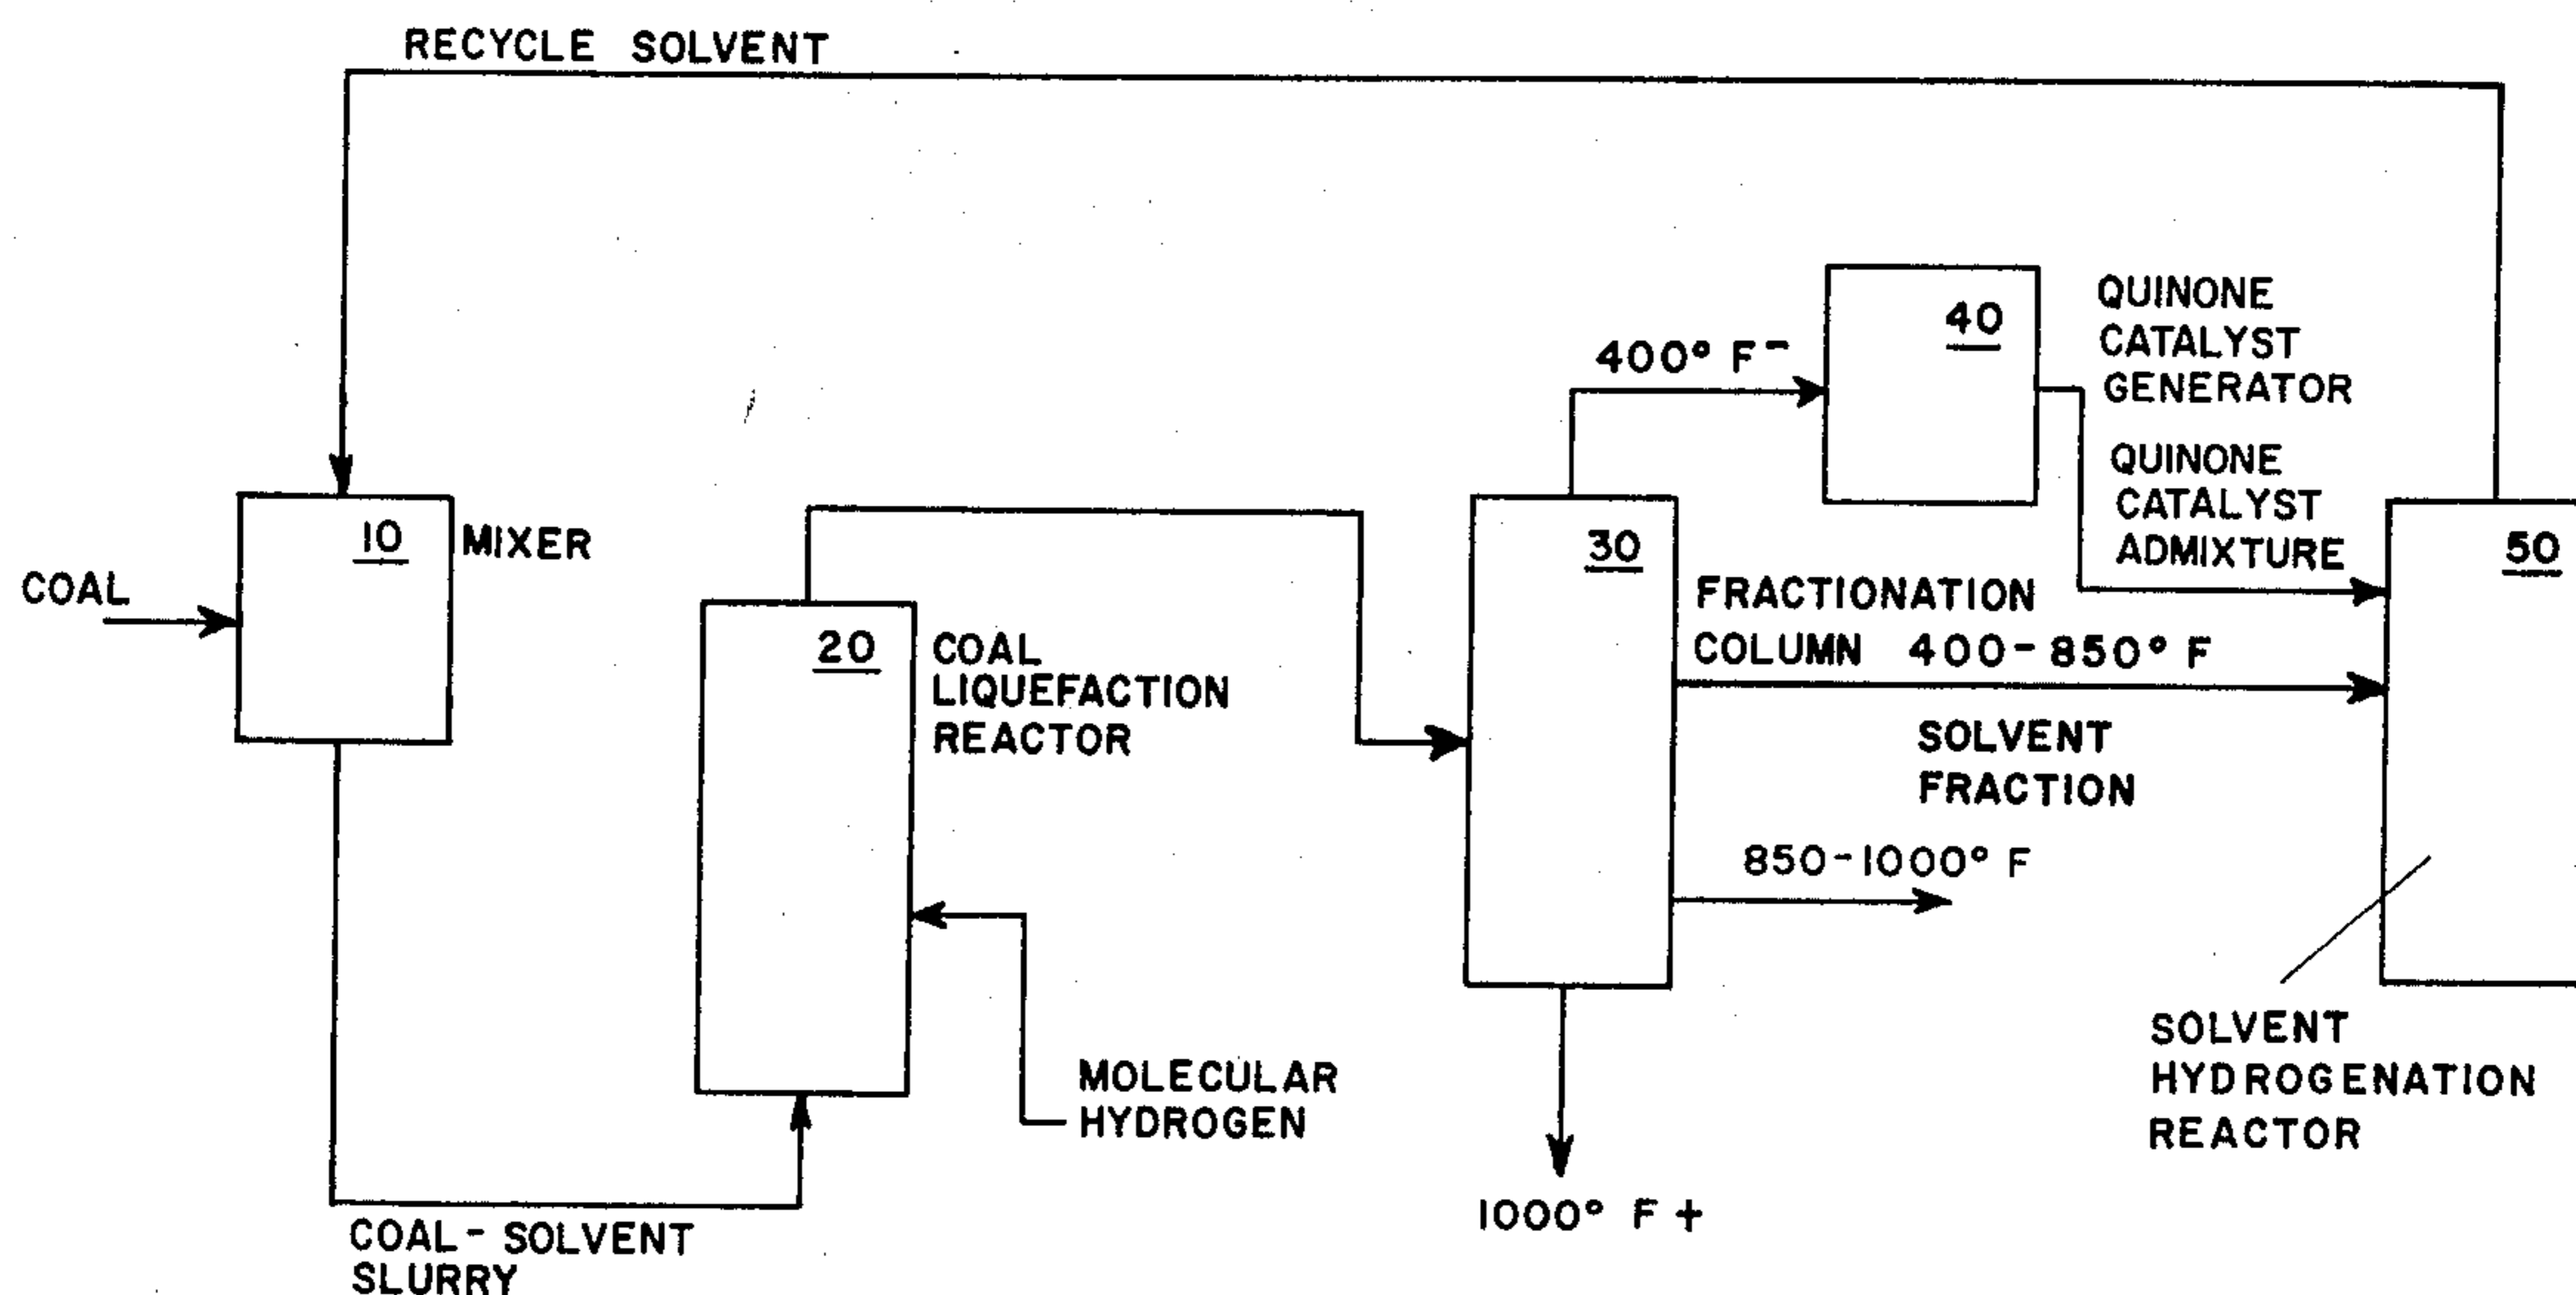 RECYCLE SOLVENT
10
MIXER
COAL
COAL - SOLVENT
SLURRY
20
COAL
LIQUEFACTION
REACTOR
MOLECULAR
HYDROGEN
30
FRACTIONATION
COLUMN 400-850° F
SOLVENT
FRACTION
850-1000° F
1000° F +
400° F-
40
QUINONE
CATALYST
GENERATOR
QUINONE
CATALYST
ADMIXTURE
50
SOLVENT
HYDROGENATION
REACTOR